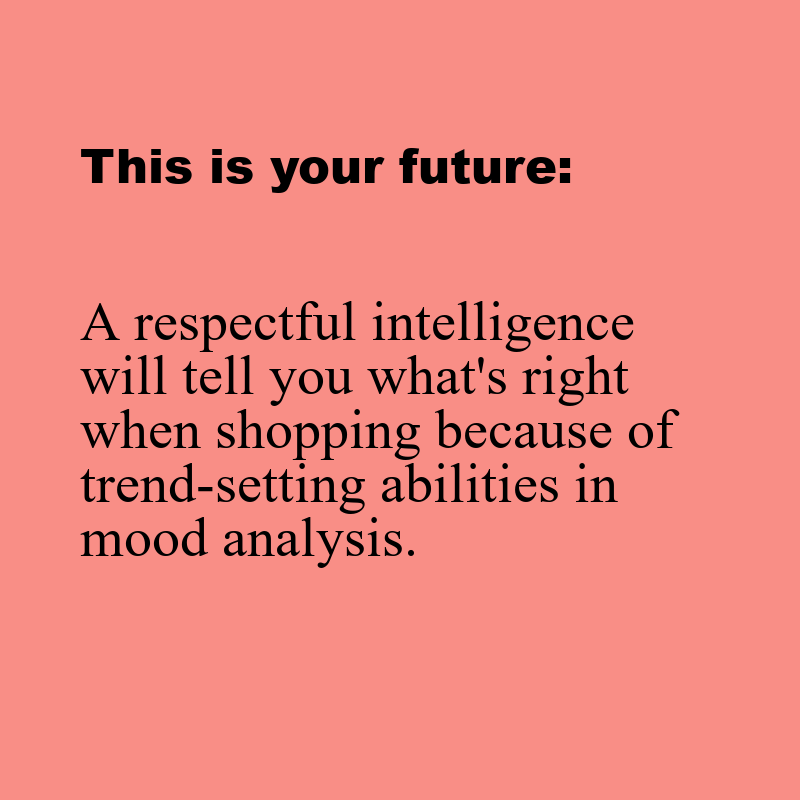 This is your future:
A respectful intelligence
will tell you what's right
when shopping because of
trend-setting abilities in
mood analysis.